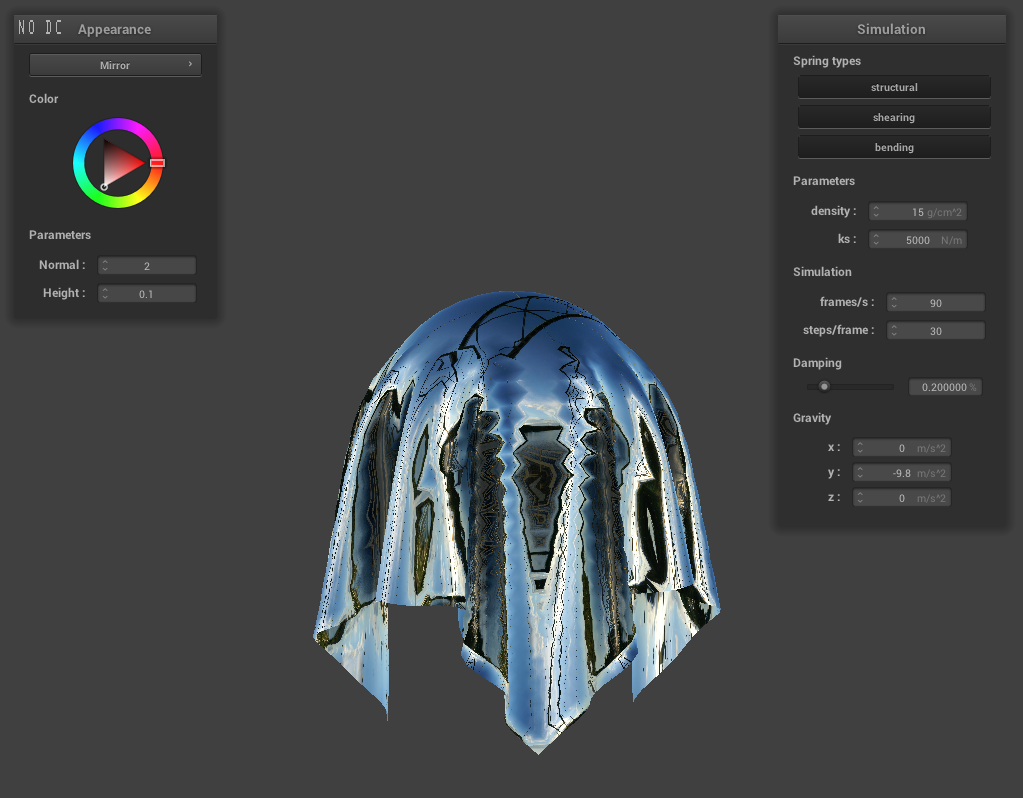 NO DC
Appearance
Mirror
Color
Parameters
Normal : 2
Height : 0.1
Simulation
Spring types
structural
shearing
bending
Parameters
density : 15 g/cm^2
ks : 5000 N/m
Simulation
frames/s : 90
steps/frame : 30
Damping
0.200000 %
Gravity
x : 0 m/s^2
y : -9.8 m/s^2
z : 0 m/s^2